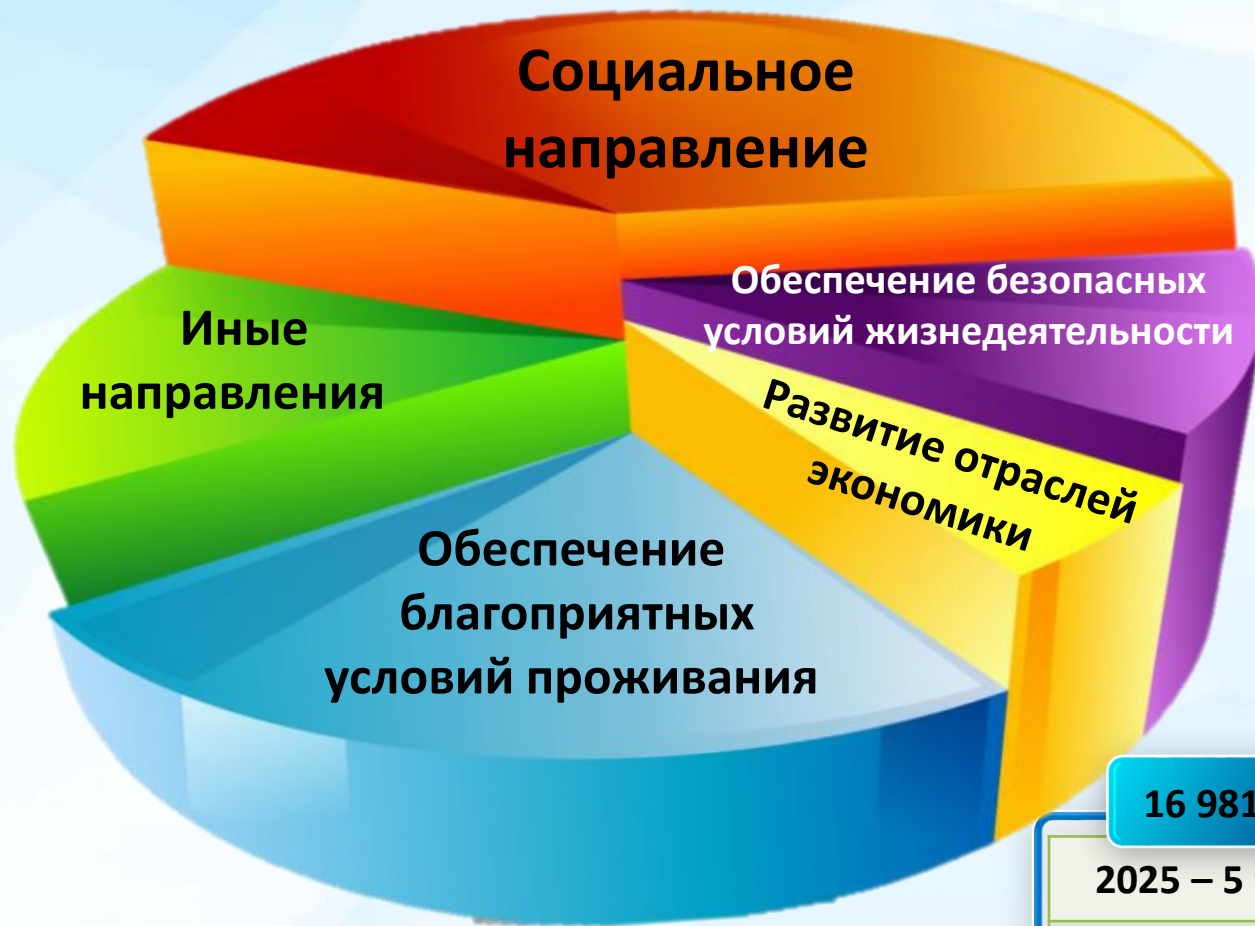 Социальное
направление
Обеспечение безопасных
условий жизнедеятельности
Иные
направления
Развитие отраслей
экономики
Обеспечение
благоприятных
условий проживания
16 981
2025 – 5